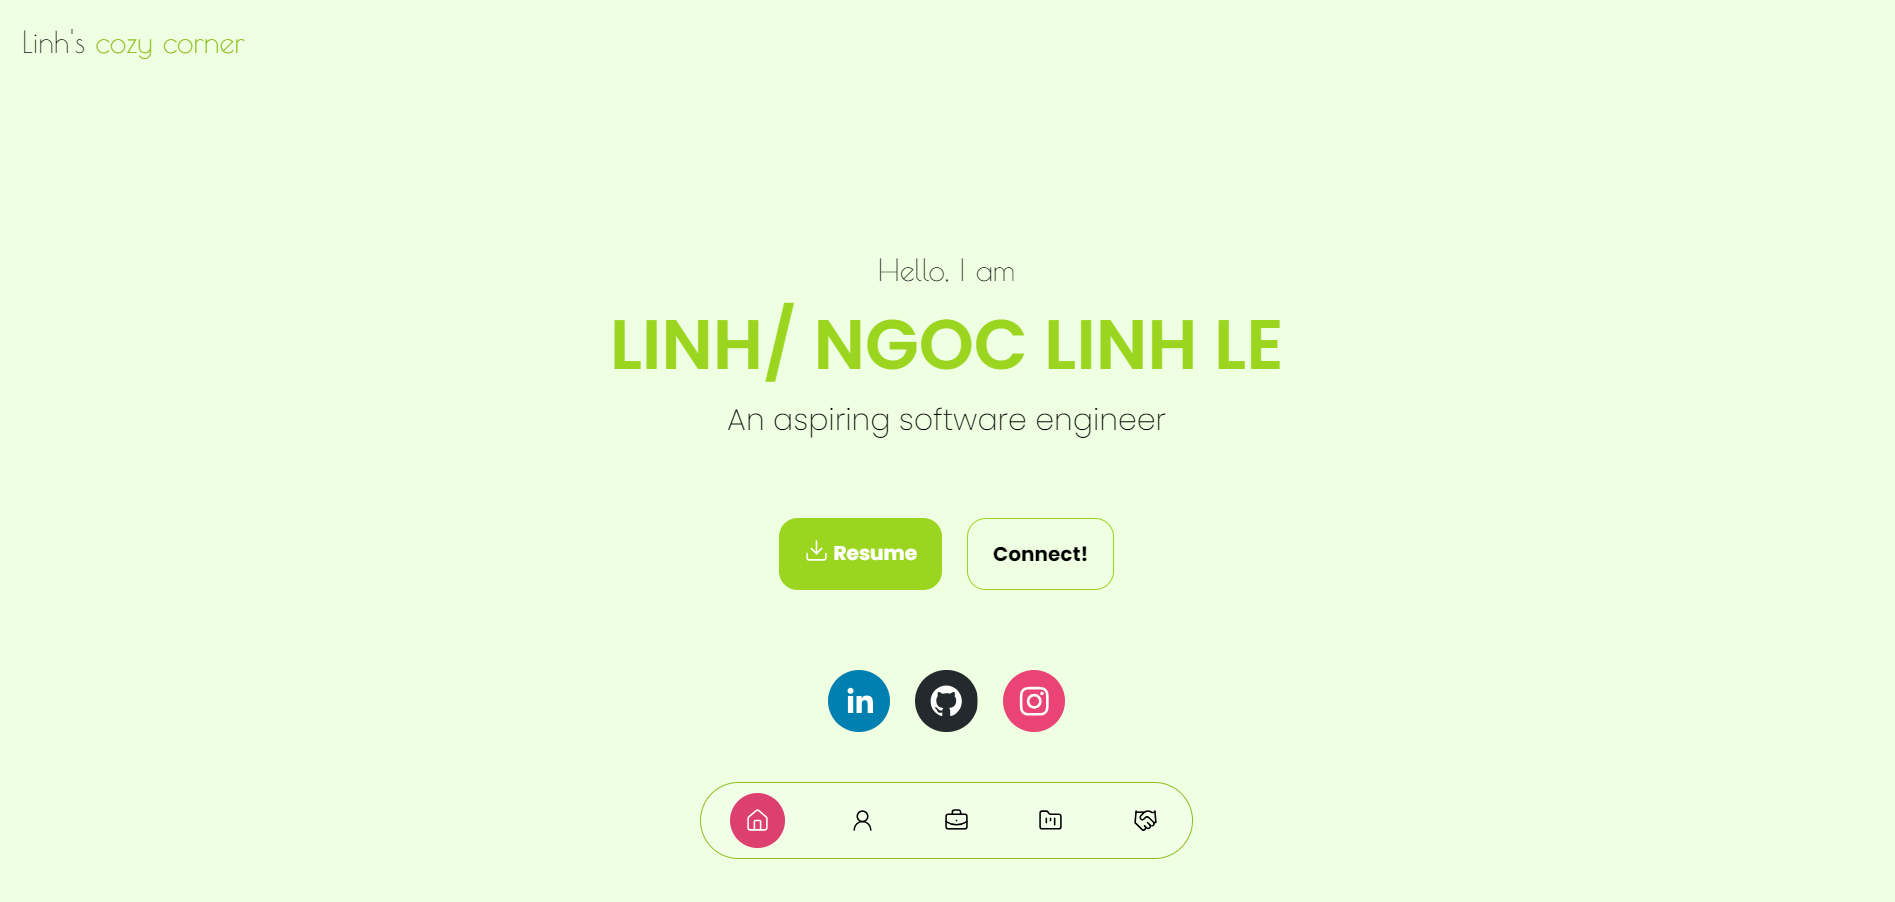 Linh's cozy corner
Hello, I am
LINH/ NGOC LINH LE
An aspiring software engineer
Resume
Connect!
in